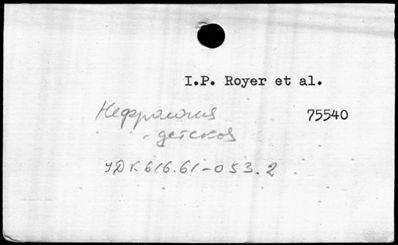 I.P. Royer et al.
Нефрология 75540
- детская
УДК 616.61-053.2